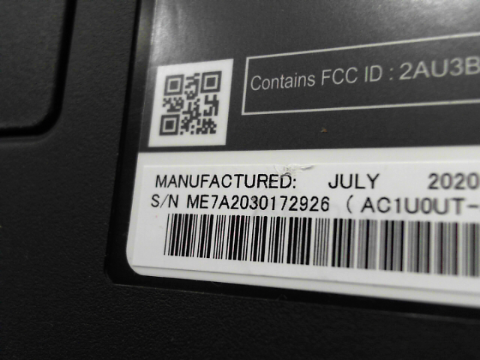 Contains FCC ID : 2AU3B
MANUFACTURED: JULY 2020
S/N ME7A2030172926 ( AC1U0UT-